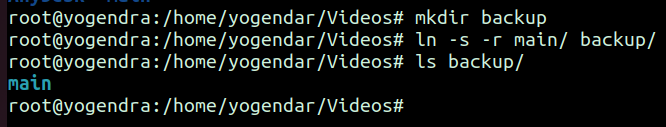 root@yogendra:/home/yogendar/Videos# mkdir backup
root@yogendra:/home/yogendar/Videos# ln -s -r main/ backup/
root@yogendra:/home/yogendar/Videos# ls backup/
main
root@yogendra:/home/yogendar/Videos#